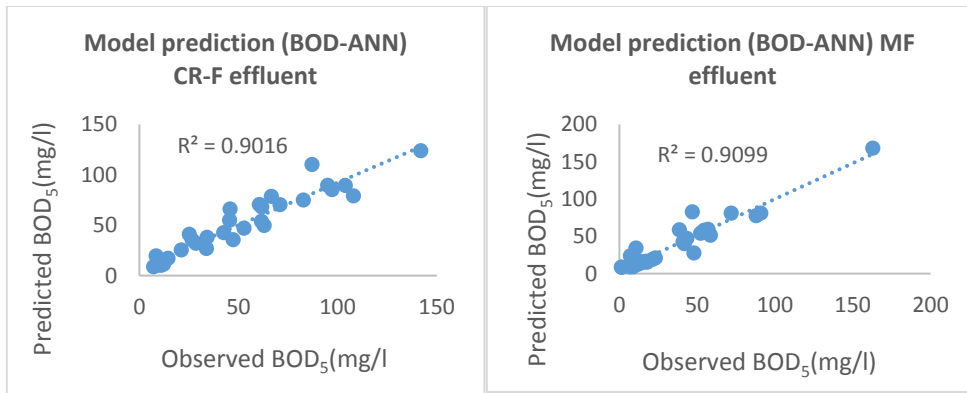 Model prediction (BOD-ANN)
CR-F effluent
R² = 0.9016
Predicted BOD₅(mg/l)
150
100
50
0
0 50 100 150
Observed BOD₅(mg/l
Model prediction (BOD-ANN) MF
effluent
R² = 0.9099
Predicted BOD₅(mg/l)
200
150
100
50
0
0 50 100 150 200
Observed BOD₅(mg/l)